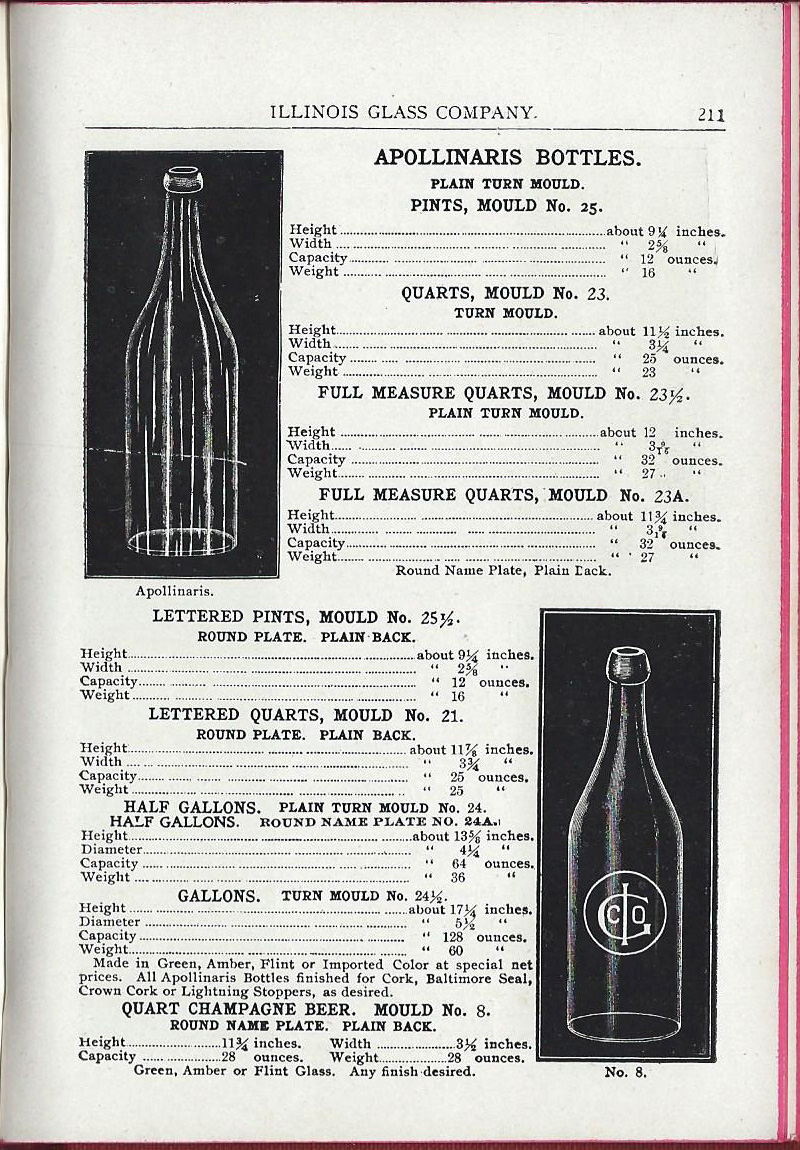 ILLINOIS GLASS COMPANY. 211
APOLLINARIS BOTTLES.
PLAIN TURN MOULD.
PINTS, MOULD No. 25.
Height....................about 9¼ inches.
Width.................... “ 2⅝ “
Capacity.................... “ 12 ounces.
Weight.................... “ 16 “
QUARTS, MOULD No. 23.
TURN MOULD.
Height....................about 11½ inches.
Width.................... “ 3¼ “
Capacity.................... “ 25 ounces.
Weight.................... “ 23 “
FULL MEASURE QUARTS, MOULD No. 23½.
PLAIN TURN MOULD.
Height....................about 12 inches.
Width.................... “ 3 9/16 “
Capacity.................... “ 32 ounces.
Weight.................... “ 27 “
FULL MEASURE QUARTS, MOULD No. 23A.
Height....................about 11¾ inches.
Width.................... “ 3 9/16 “
Capacity.................... “ 32 ounces.
Weight.................... “ 27 “
Round Name Plate, Plain Back.
Apollinaris.
LETTERED PINTS, MOULD No. 25½.
ROUND PLATE. PLAIN BACK.
Height....................about 9¼ inches.
Width.................... “ 2⅝ “
Capacity.................... “ 12 ounces.
Weight.................... “ 16 “
LETTERED QUARTS, MOULD No. 21.
ROUND PLATE. PLAIN BACK.
Height....................about 11⅞ inches.
Width.................... “ 3¾ “
Capacity.................... “ 25 ounces.
Weight.................... “ 25 “
HALF GALLONS. PLAIN TURN MOULD No. 24.
HALF GALLONS. ROUND NAME PLATE NO. 24A.
Height....................about 13⅝ inches.
Diameter.................... “ 4¼ “
Capacity.................... “ 64 ounces.
Weight.................... “ 36 “
GALLONS. TURN MOULD No. 24½.
Height....................about 17¼ inches.
Diameter.................... “ 5½ “
Capacity.................... “ 128 ounces.
Weight.................... “ 60 “
Made in Green, Amber, Flint or Imported Color at special net
prices. All Apollinaris Bottles finished for Cork, Baltimore Seal,
Crown Cork or Lightning Stoppers, as desired.
QUART CHAMPAGNE BEER. MOULD No. 8.
ROUND NAME PLATE. PLAIN BACK.
Height....................11¾ inches. Width....................3½ inches.
Capacity....................28 ounces. Weight....................28 ounces.
Green, Amber or Flint Glass. Any finish desired.
IGCO
No. 8.